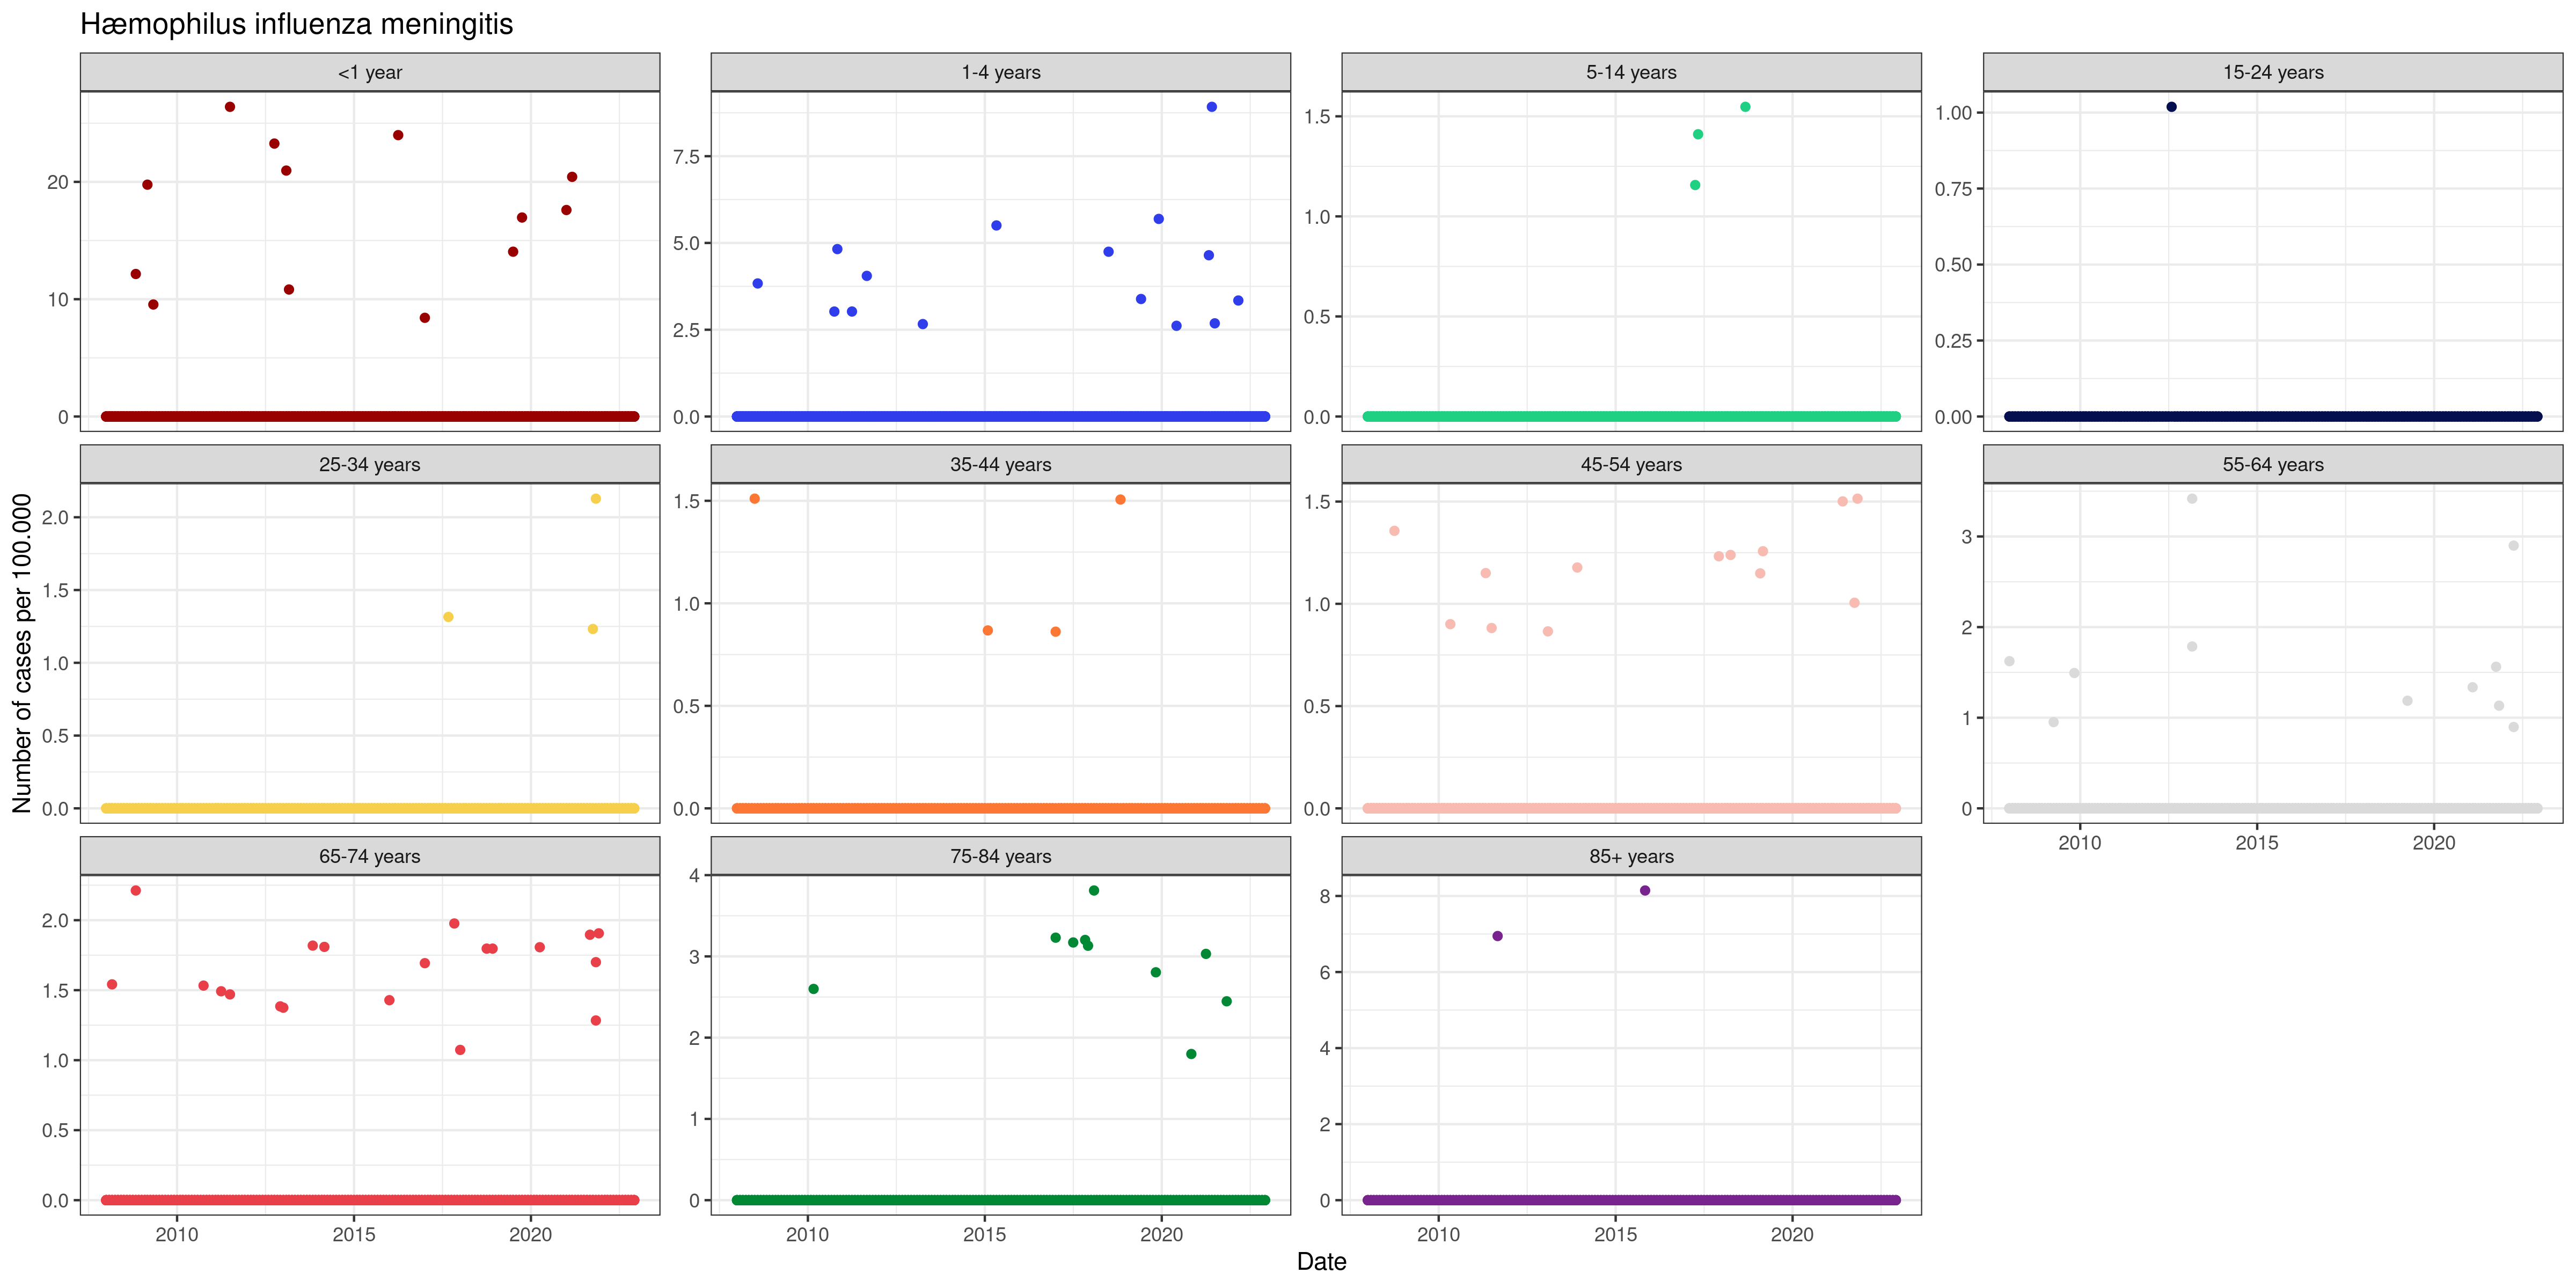 Hæmophilus influenza meningitis
<1 year
1-4 years
5-14 years
15-24 years
20
10
0
7.5
5.0
2.5
0.0
1.5
1.0
0.5
0.0
1.00
0.75
0.50
0.25
0.00
Number of cases per 100.000
25-34 years
35-44 years
45-54 years
55-64 years
2.0
1.5
1.0
0.5
0.0
1.5
1.0
0.5
0.0
1.5
1.0
0.5
0.0
3
2
1
0
2010 2015 2020
65-74 years
75-84 years
85+ years
2.0
1.5
1.0
0.5
0.0
4
3
2
1
0
8
6
4
2
0
2010 2015 2020
2010 2015 2020
2010 2015 2020
Date